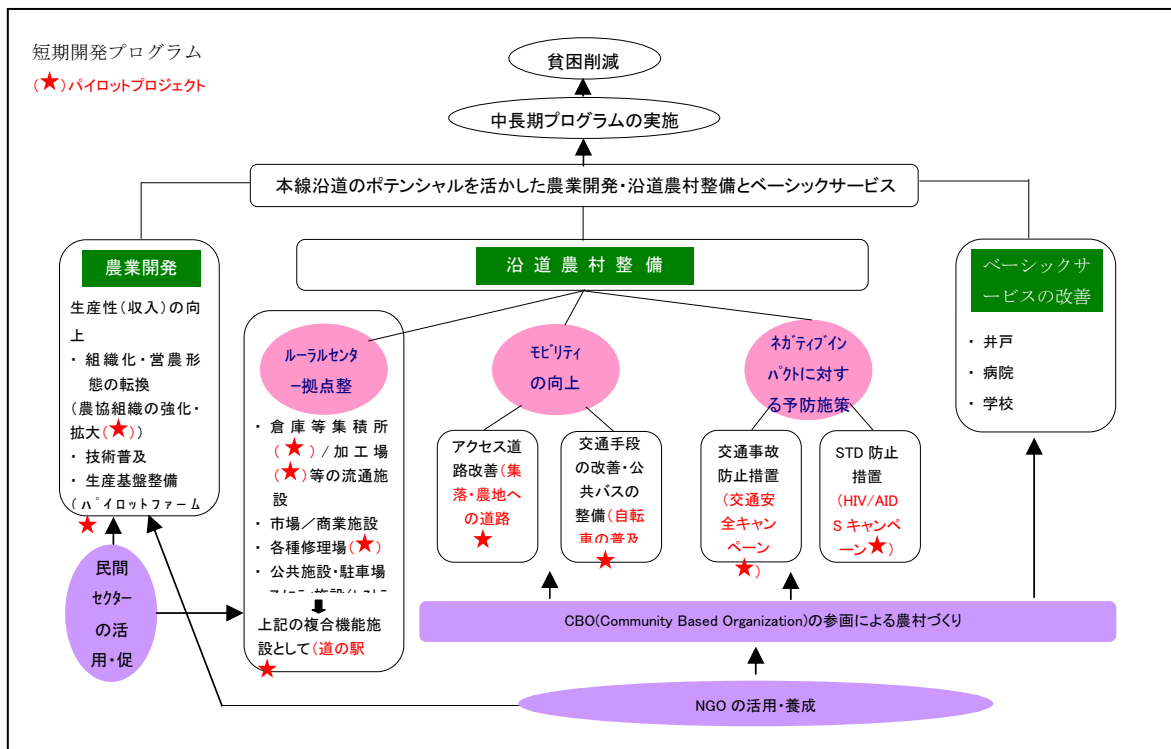 短期開発プログラム
(★)パイロットプロジェクト
貧困削減
中長期プログラムの実施
本線沿道のポテンシャルを活かした農業開発・沿道農村整備とベーシックサービス
農業開発
生産性(収入)の向
上
・ 組織化・営農形
態の転換
(農協組織の強化・
拡大(★))
・ 技術普及
・ 生産基盤整備
(パイロットファーム
★
沿道農村整備
ルーラルセンタ
ー拠点整
・ 倉庫等集積所
(★)/加工場
(★)等の流通施
設
・ 市場/商業施設
・ 各種修理場(★)
・ 公共施設・駐車場
上記の複合機能施
設として(道の駅
★
モビリティ
の向上
アクセス道
路改善(集
落・農地へ
の道路
★
交通手段
の改善・公
共バスの
整備(自転
車の普及
★
ネガティブイン
パクトに対す
る予防施策
交通事故
防止措置
(交通安
全キャン
ペーン
★)
STD 防止
措置
(HIV/AID
S キャンペ
ーン★)
ベーシックサ
ービスの改善
・ 井戸
・ 病院
・ 学校
民間
セクター
の活
用・促
CBO(Community Based Organization)の参画による農村づくり
NGO の活用・養成